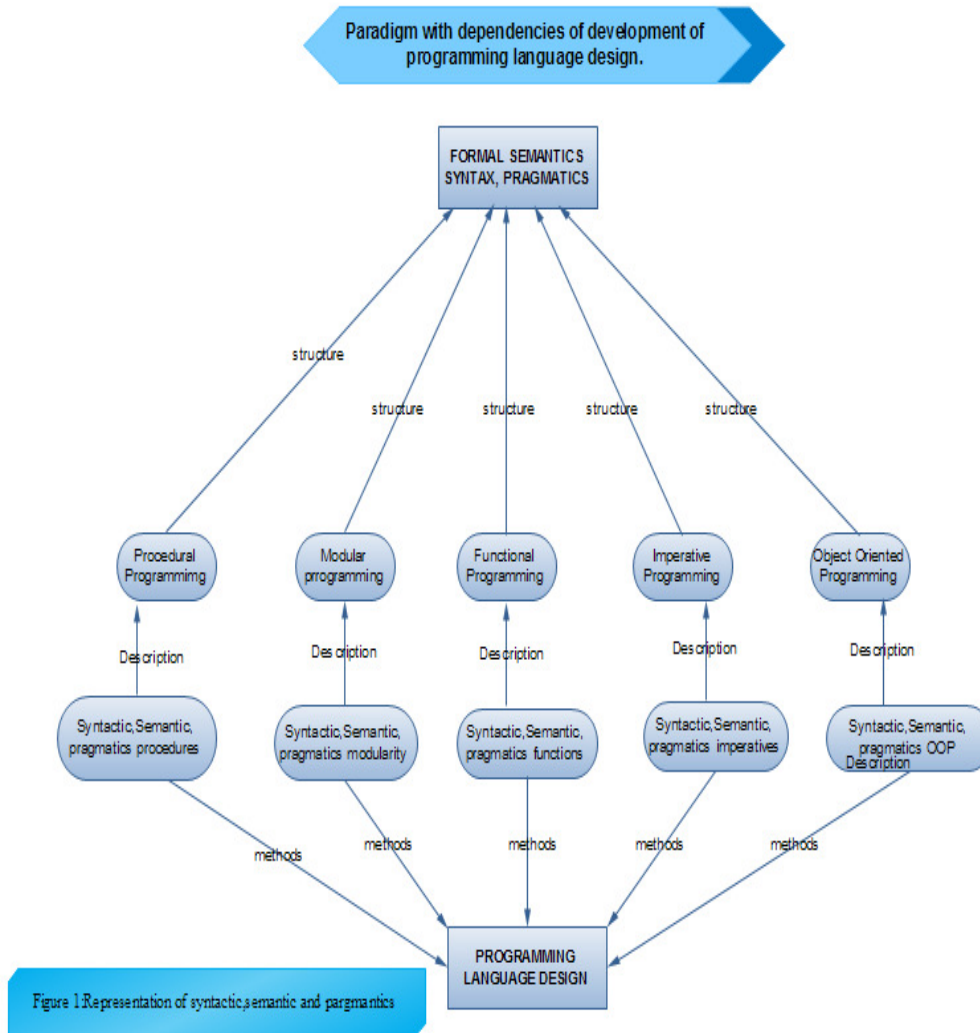 Paradigm with dependencies of development of
programming language design.
FORMAL SEMANTICS
SYNTAX, PRAGMATICS
structure
structure
structure
structure
structure
Procedural
Programmimg
Modular
programming
Functional
Programming
Imperative
Programming
Object Oriented
Programming
Description
Description
Description
Description
Description
Syntactic,Semantic,
pragmatics procedures
Syntactic,Semantic,
pragmatics modularity
Syntactic,Semantic,
pragmatics functions
Syntactic,Semantic,
pragmatics imperatives
Syntactic,Semantic,
pragmatics OOP
Description
methods
methods
methods
methods
methods
PROGRAMMING
LANGUAGE DESIGN
Figure 1:Representation of syntactic,semantic and pargmantics